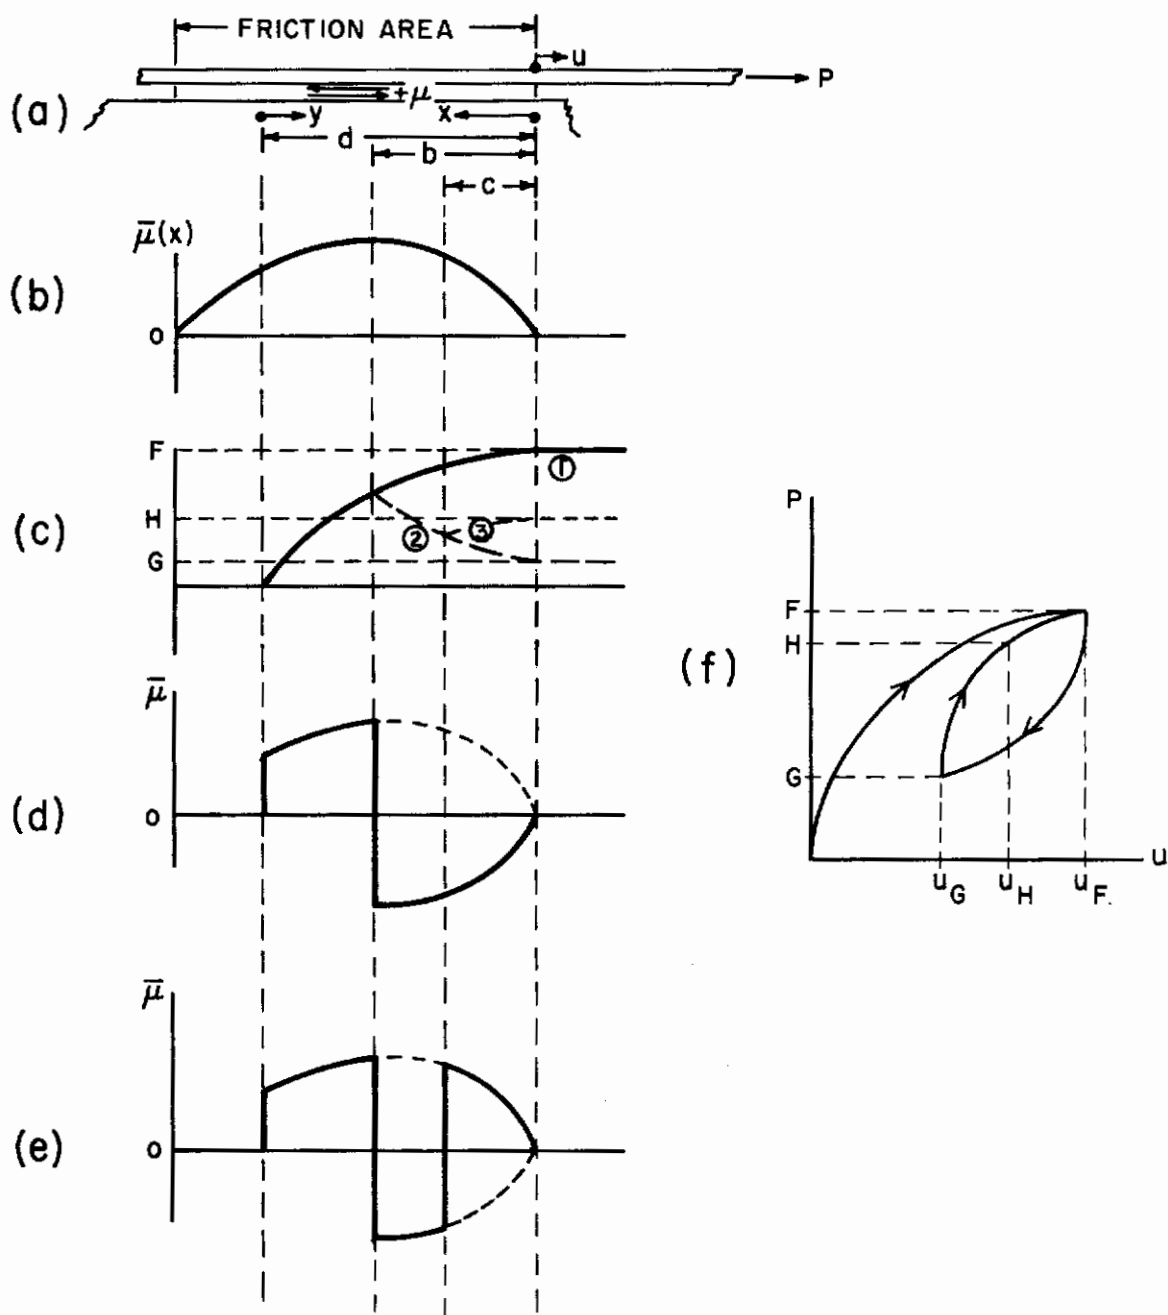 FRICTION AREA
u
P
(a)
+μ
y
x
d
b
c
μ̄(x)
(b)
O
F
①
(c)
H
②
③
G
P
F
H
(f)
G
u
u_G
u_H
u_F.
μ̄
(d)
O
μ̄
(e)
O